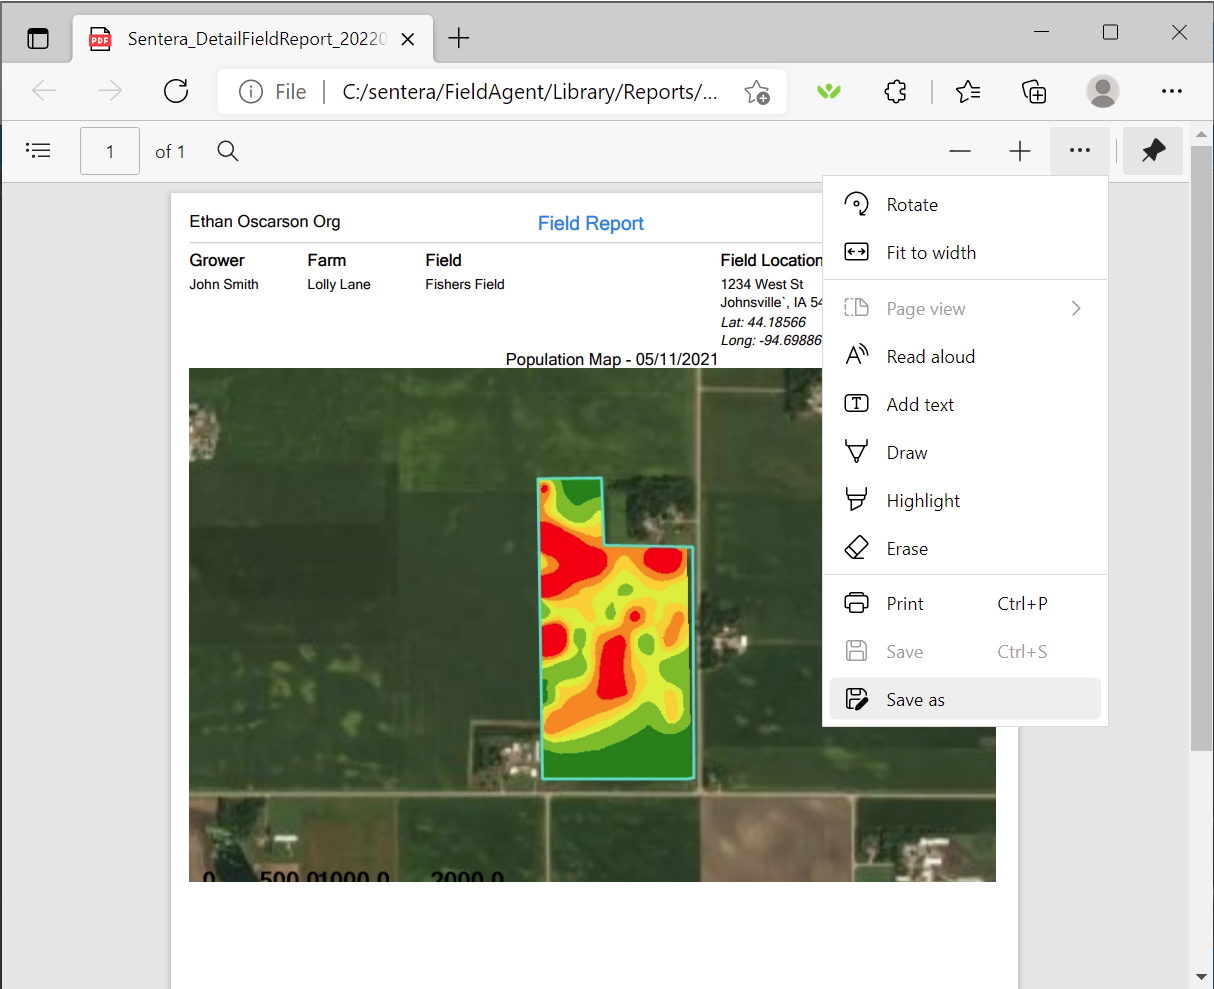 Sentera_DetailFieldReport_20220
File
C:/sentera/FieldAgent/Library/Reports/...
1
of 1
Ethan Oscarson Org
Field Report
Grower
Farm
Field
Field Location
John Smith
Lolly Lane
Fishers Field
1234 West St
Johnsville`, IA 54
Lat: 44.18566
Long: -94.69886
Population Map - 05/11/2021
0 500.01000.0 2000.0
Rotate
Fit to width
Page view
Read aloud
Add text
Draw
Highlight
Erase
Print Ctrl+P
Save Ctrl+S
Save as
PDF